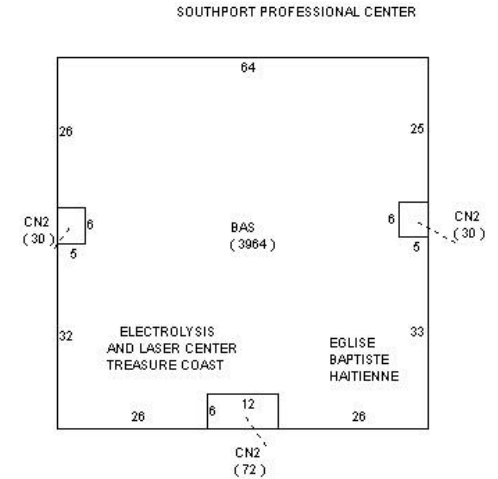 SOUTHPORT PROFESSIONAL CENTER
64
26
25
CN2
( 30 )
6
5
BAS
( 3964 )
6
5
CN2
( 30 )
32
33
ELECTROLYSIS
AND LASER CENTER
TREASURE COAST
EGLISE
BAPTISTE
HAITIENNE
26
6
12
26
CN2
( 72 )